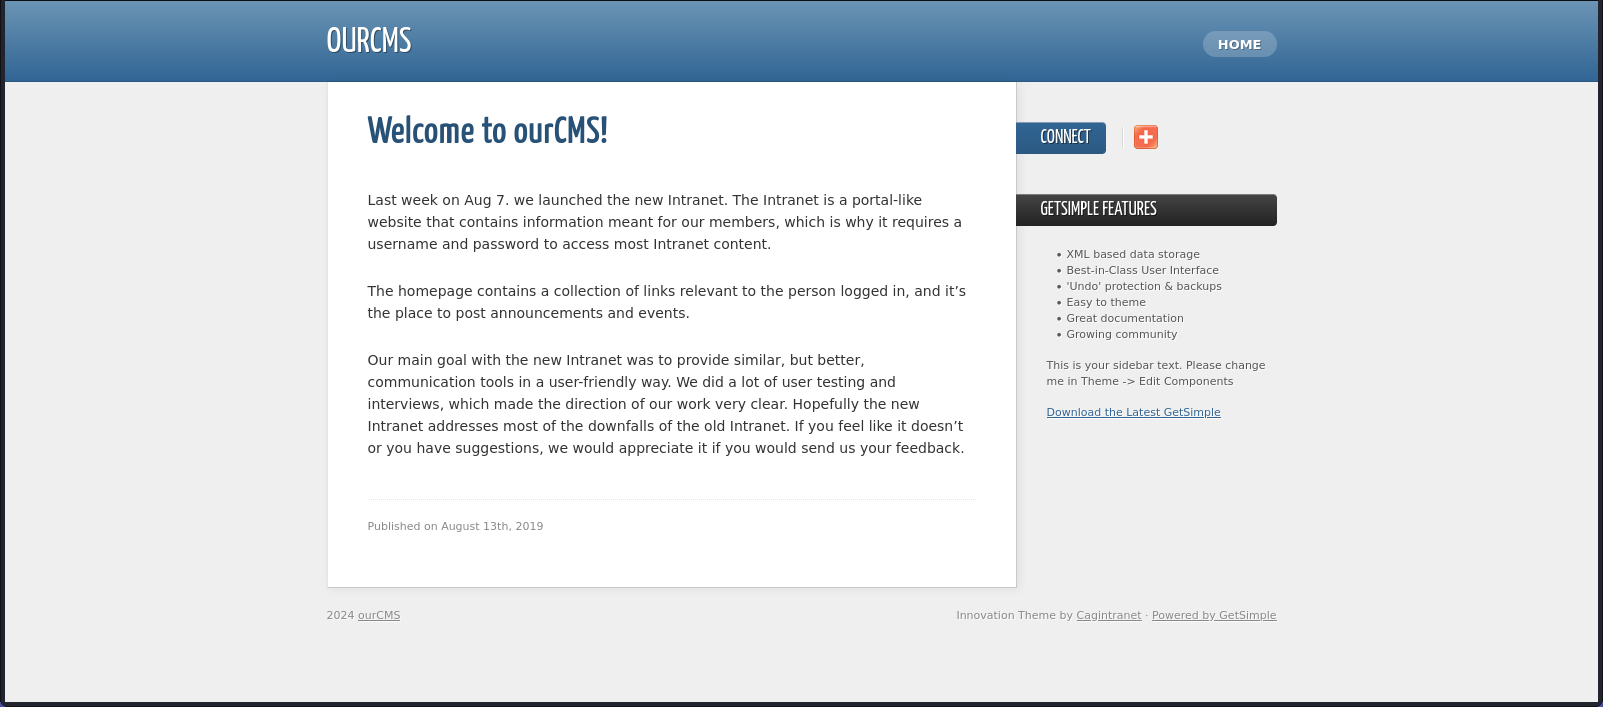 OURCMS
HOME
Welcome to ourCMS!
Last week on Aug 7. we launched the new Intranet. The Intranet is a portal-like
website that contains information meant for our members, which is why it requires a
username and password to access most Intranet content.
The homepage contains a collection of links relevant to the person logged in, and it’s
the place to post announcements and events.
Our main goal with the new Intranet was to provide similar, but better,
communication tools in a user-friendly way. We did a lot of user testing and
interviews, which made the direction of our work very clear. Hopefully the new
Intranet addresses most of the downfalls of the old Intranet. If you feel like it doesn’t
or you have suggestions, we would appreciate it if you would send us your feedback.
Published on August 13th, 2019
CONNECT
GETSIMPLE FEATURES
• XML based data storage
• Best-in-Class User Interface
• 'Undo' protection & backups
• Easy to theme
• Great documentation
• Growing community
This is your sidebar text. Please change
me in Theme -> Edit Components
Download the Latest GetSimple
2024 ourCMS
Innovation Theme by Cagintranet · Powered by GetSimple